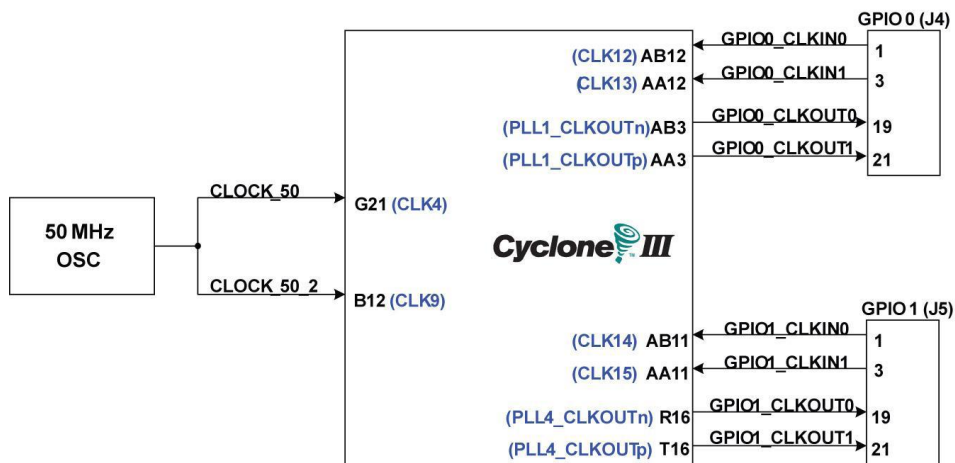 GPIO 0 (J4)
(CLK12) AB12 GPIO0_CLKIN0 1
(CLK13) AA12 GPIO0_CLKIN1 3
(PLL1_CLKOUTn) AB3 GPIO0_CLKOUT0 19
(PLL1_CLKOUTp) AA3 GPIO0_CLKOUT1 21
50 MHz
OSC
CLOCK_50
G21 (CLK4)
CLOCK_50_2
B12 (CLK9)
Cyclone III
GPIO 1 (J5)
(CLK14) AB11 GPIO1_CLKIN0 1
(CLK15) AA11 GPIO1_CLKIN1 3
(PLL4_CLKOUTn) R16 GPIO1_CLKOUT0 19
(PLL4_CLKOUTp) T16 GPIO1_CLKOUT1 21